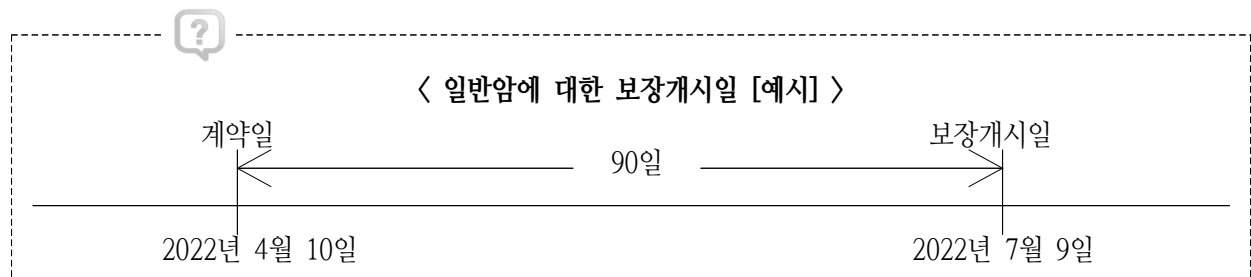 ?
〈 일반암에 대한 보장개시일 [예시] 〉
계약일 보장개시일
90일
2022년 4월 10일 2022년 7월 9일